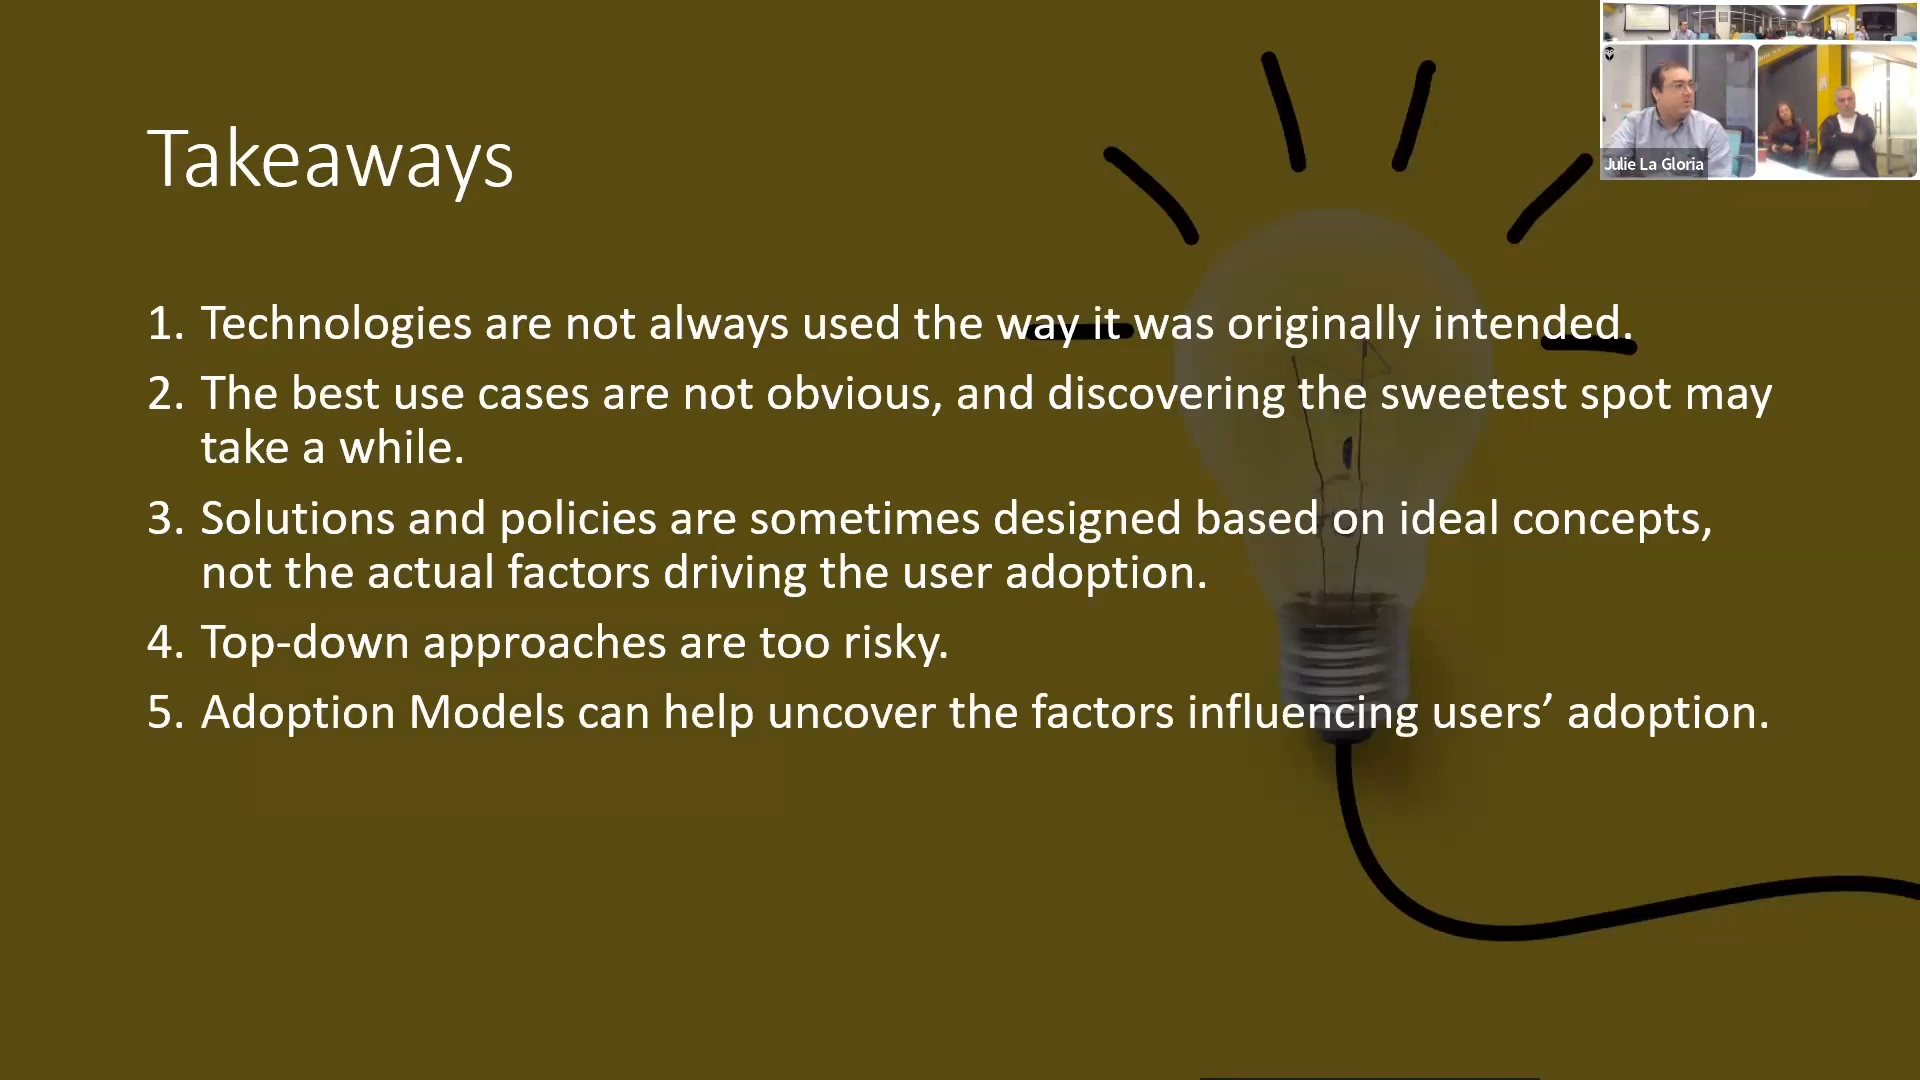 Takeaways
1. Technologies are not always used the way it was originally intended.
2. The best use cases are not obvious, and discovering the sweetest spot may
take a while.
3. Solutions and policies are sometimes designed based on ideal concepts,
not the actual factors driving the user adoption.
4. Top-down approaches are too risky.
5. Adoption Models can help uncover the factors influencing users’ adoption.
Julie La Gloria